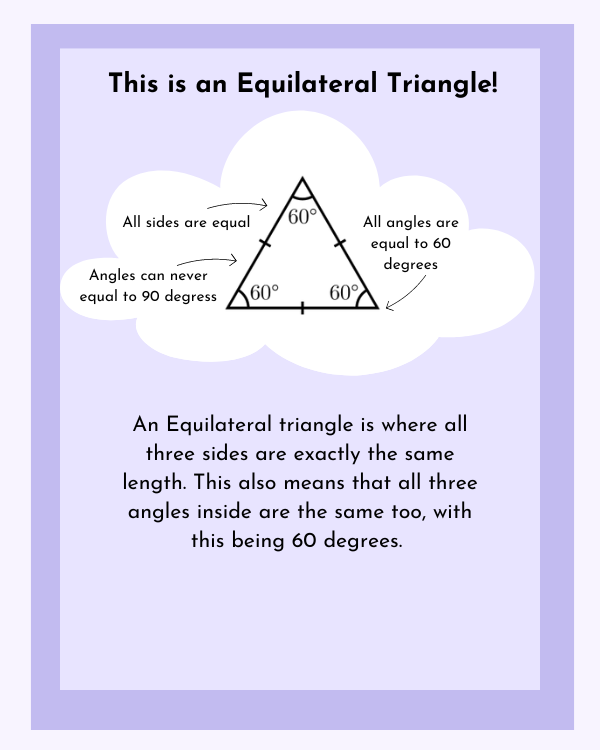 This is an Equilateral Triangle!
60°
All sides are equal
All angles are
equal to 60
degrees
Angles can never
equal to 90 degress
60°
60°
An Equilateral triangle is where all
three sides are exactly the same
length. This also means that all three
angles inside are the same too, with
this being 60 degrees.